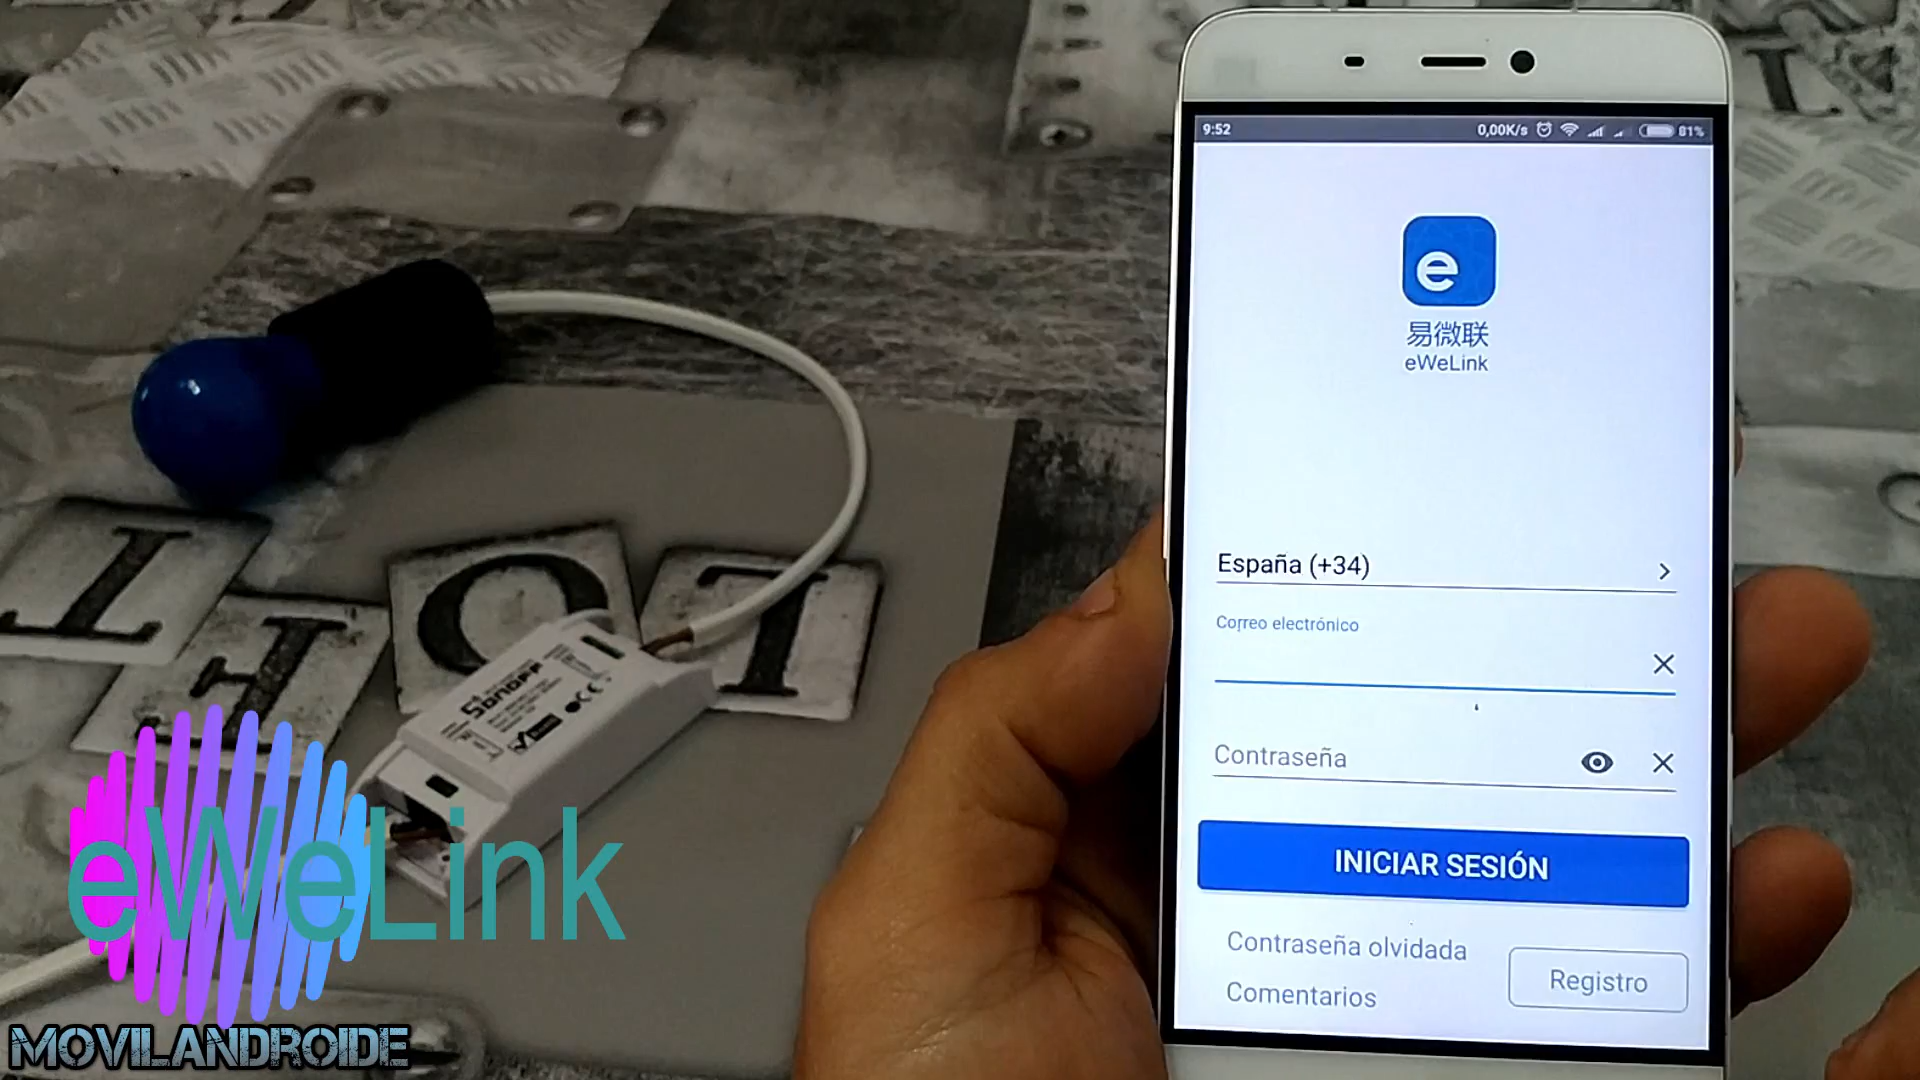 9:52
0,00K/s
81%
e
易微联
eWeLink
España (+34)
Correo electrónico
Contraseña
INICIAR SESIÓN
Contraseña olvidada
Registro
Comentarios
T
H
O
L
SONOFF
CE
eWeLink
MOVILANDROIDE